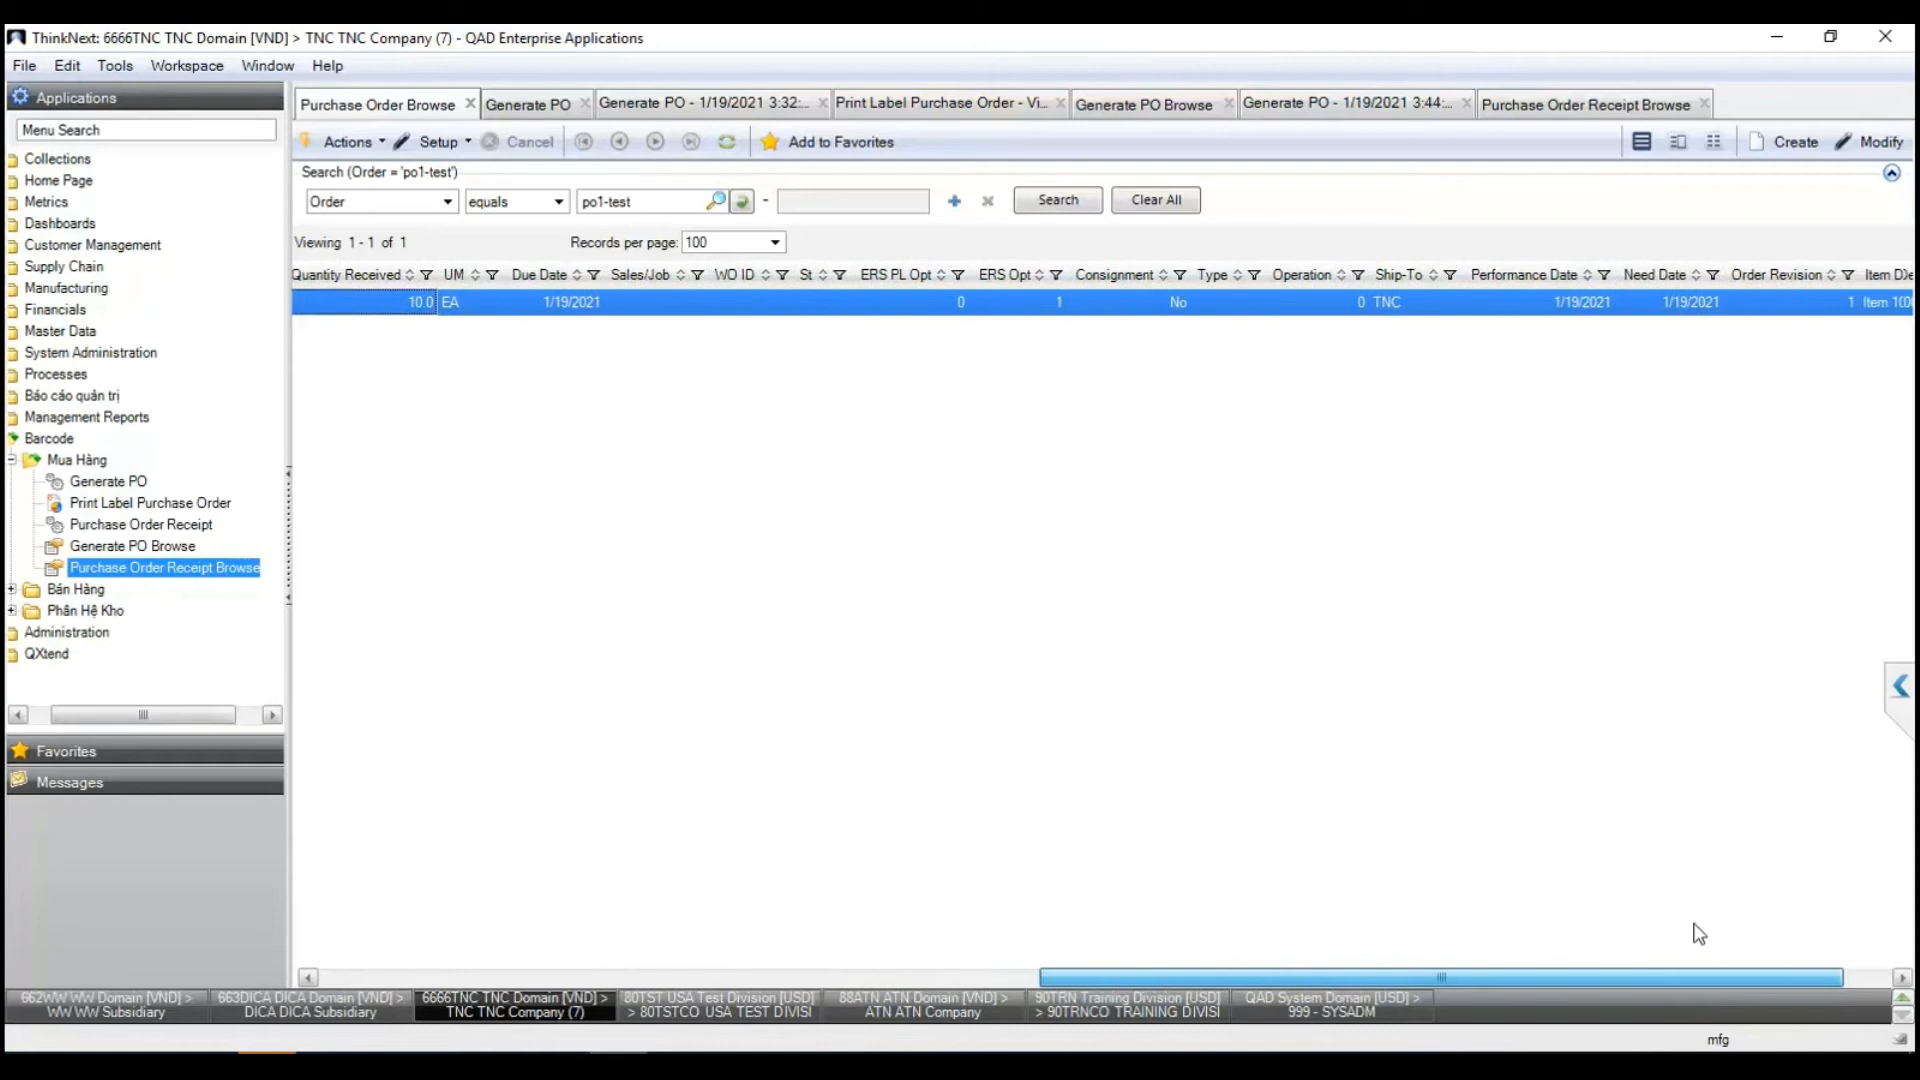 ThinkNext: 6666TNC TNC Domain [VND] > TNC TNC Company (7) - QAD Enterprise Applications
File Edit Tools Workspace Window Help
Applications
Menu Search
Collections
Home Page
Metrics
Dashboards
Customer Management
Supply Chain
Manufacturing
Financials
Master Data
System Administration
Processes
Báo cáo quản trị
Management Reports
Barcode
Mua Hàng
Generate PO
Print Label Purchase Order
Purchase Order Receipt
Generate PO Browse
Purchase Order Receipt Browse
Bán Hàng
Phân Hệ Kho
Administration
QXtend
Favorites
Messages
Purchase Order Browse Generate PO Generate PO - 1/19/2021 3:32:... Print Label Purchase Order - Vi... Generate PO Browse Generate PO - 1/19/2021 3:44:... Purchase Order Receipt Browse
Actions Setup Cancel Add to Favorites Create Modify
Search (Order = 'po1-test')
Order equals po1-test - Search Clear All
Viewing 1 - 1 of 1 Records per page: 100
Quantity Received UM Due Date Sales/Job WO ID St ERS PL Opt ERS Opt Consignment Type Operation Ship-To Performance Date Need Date Order Revision Item
10.0 EA 1/19/2021 0 1 No 0 TNC 1/19/2021 1/19/2021 1 Item
662WW WW Domain [VND] > 663DICA DICA Domain [VND] > 6666TNC TNC Domain [VND] > 80TST USA Test Division [USD] 88ATN ATN Domain [VND] > 90TRN Training Division [USD] QAD System Domain [USD] >
WW WW Subsidiary DICA DICA Subsidiary TNC TNC Company (7) > 80TSTCO USA TEST DIVISI ATN ATN Company > 90TRNCO TRAINING DIVISI 999 - SYSADM
mfg